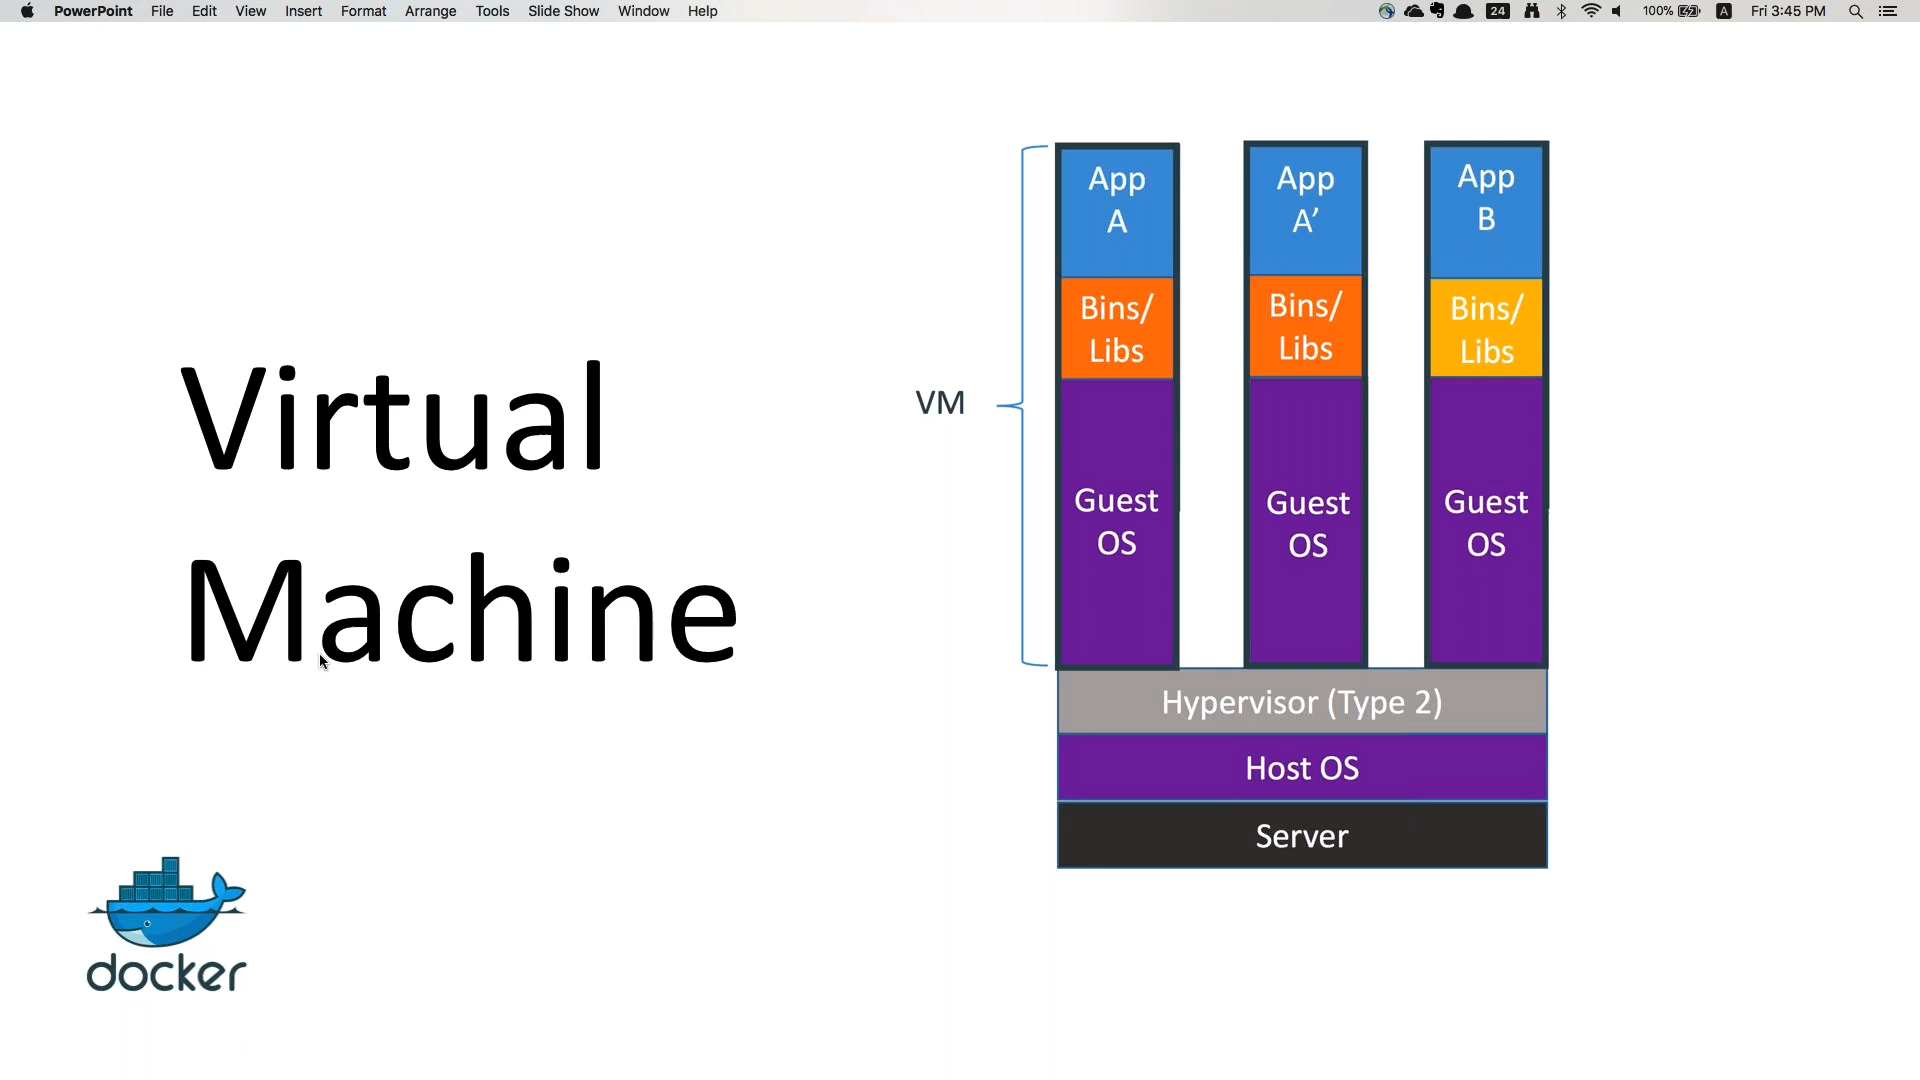 PowerPoint File Edit View Insert Format Arrange Tools Slide Show Window Help 24 100% A Fri 3:45 PM
Virtual
Machine
docker
VM
App
A
Bins/
Libs
Guest
OS
App
A’
Bins/
Libs
Guest
OS
App
B
Bins/
Libs
Guest
OS
Hypervisor (Type 2)
Host OS
Server